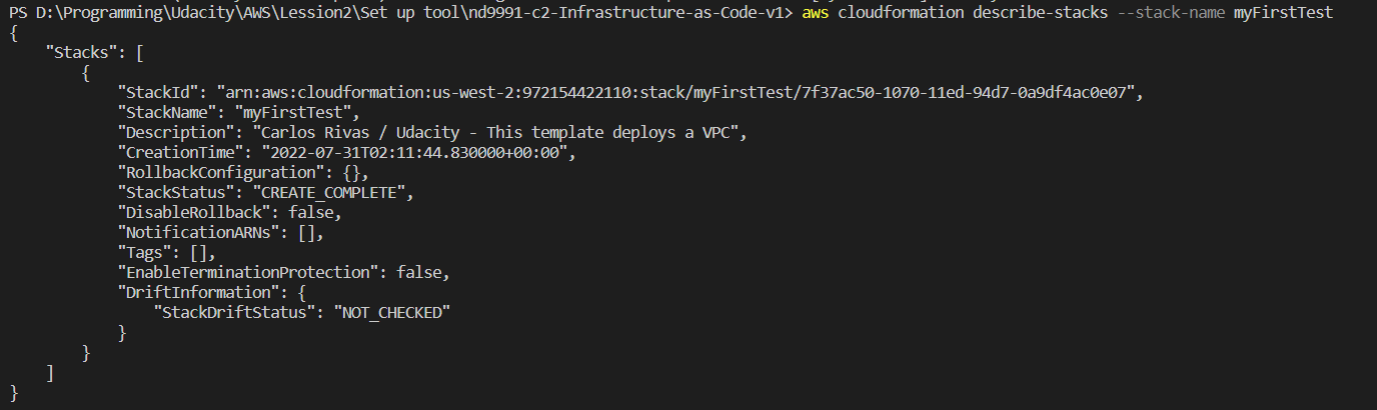 PS D:\Programming\Udacity\AWS\Lession2\Set up tool\nd9991-c2-Infrastructure-as-Code-v1> aws cloudformation describe-stacks --stack-name myFirstTest
{
    "Stacks": [
        {
            "StackId": "arn:aws:cloudformation:us-west-2:972154422110:stack/myFirstTest/7f37ac50-1070-11ed-94d7-0a9df4ac0e07",
            "StackName": "myFirstTest",
            "Description": "Carlos Rivas / Udacity - This template deploys a VPC",
            "CreationTime": "2022-07-31T02:11:44.830000+00:00",
            "RollbackConfiguration": {},
            "StackStatus": "CREATE_COMPLETE",
            "DisableRollback": false,
            "NotificationARNs": [],
            "Tags": [],
            "EnableTerminationProtection": false,
            "DriftInformation": {
                "StackDriftStatus": "NOT_CHECKED"
            }
        }
    ]
}